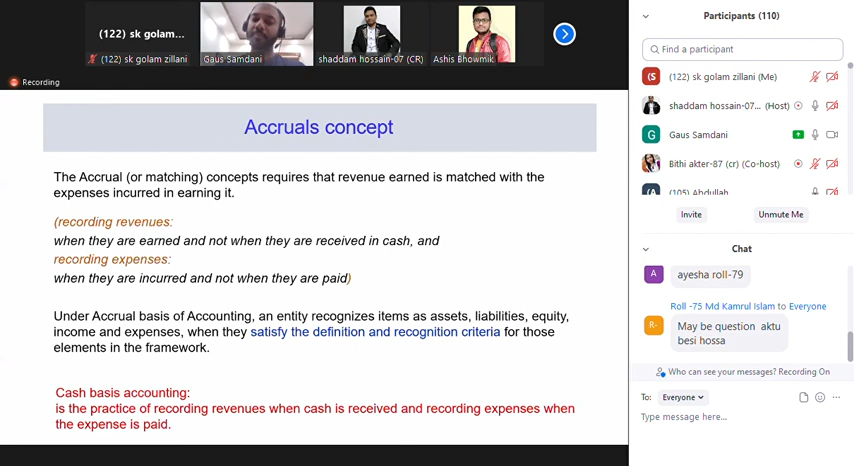 (122) sk golam...
(122) sk golam zillani
Gaus Samdani
shaddam hossain-07 (CR)
Ashis Bhowmik
Recording
Accruals concept
The Accrual (or matching) concepts requires that revenue earned is matched with the
expenses incurred in earning it.
(recording revenues:
when they are earned and not when they are received in cash, and
recording expenses:
when they are incurred and not when they are paid)
Under Accrual basis of Accounting, an entity recognizes items as assets, liabilities, equity,
income and expenses, when they satisfy the definition and recognition criteria for those
elements in the framework.
Cash basis accounting:
is the practice of recording revenues when cash is received and recording expenses when
the expense is paid.
Participants (110)
Find a participant
(S
(122) sk golam zillani (Me)
shaddam hossain-07... (Host)
G
Gaus Samdani
Bithi akter-87 (cr) (Co-host)
(A
(105) Abdullah
Invite
Unmute Me
Chat
A
ayesha roll-79
Roll -75 Md Kamrul Islam to Everyone
R-
May be question aktu
besi hossa
Who can see your messages? Recording On
To: Everyone
Type message here...